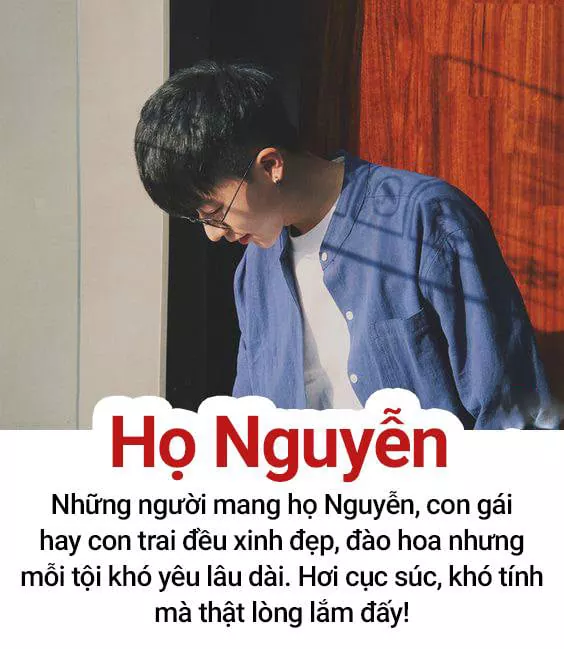 Họ Nguyễn
Những người mang họ Nguyễn, con gái
hay con trai đều xinh đẹp, đào hoa nhưng
mỗi tội khó yêu lâu dài. Hơi cục súc, khó tính
mà thật lòng lắm đấy!